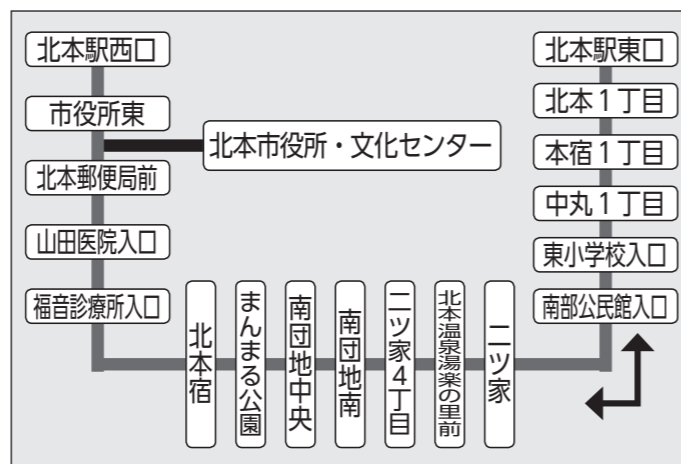 北本駅西口
市役所東
北本市役所・文化センター
北本郵便局前
山田医院入口
福音診療所入口
北本宿
まんまる公園
南団地中央
南団地南
二ツ家4丁目
北本温泉湯楽の里前
二ツ家
北本駅東口
北本1丁目
本宿1丁目
中丸1丁目
東小学校入口
南部公民館入口